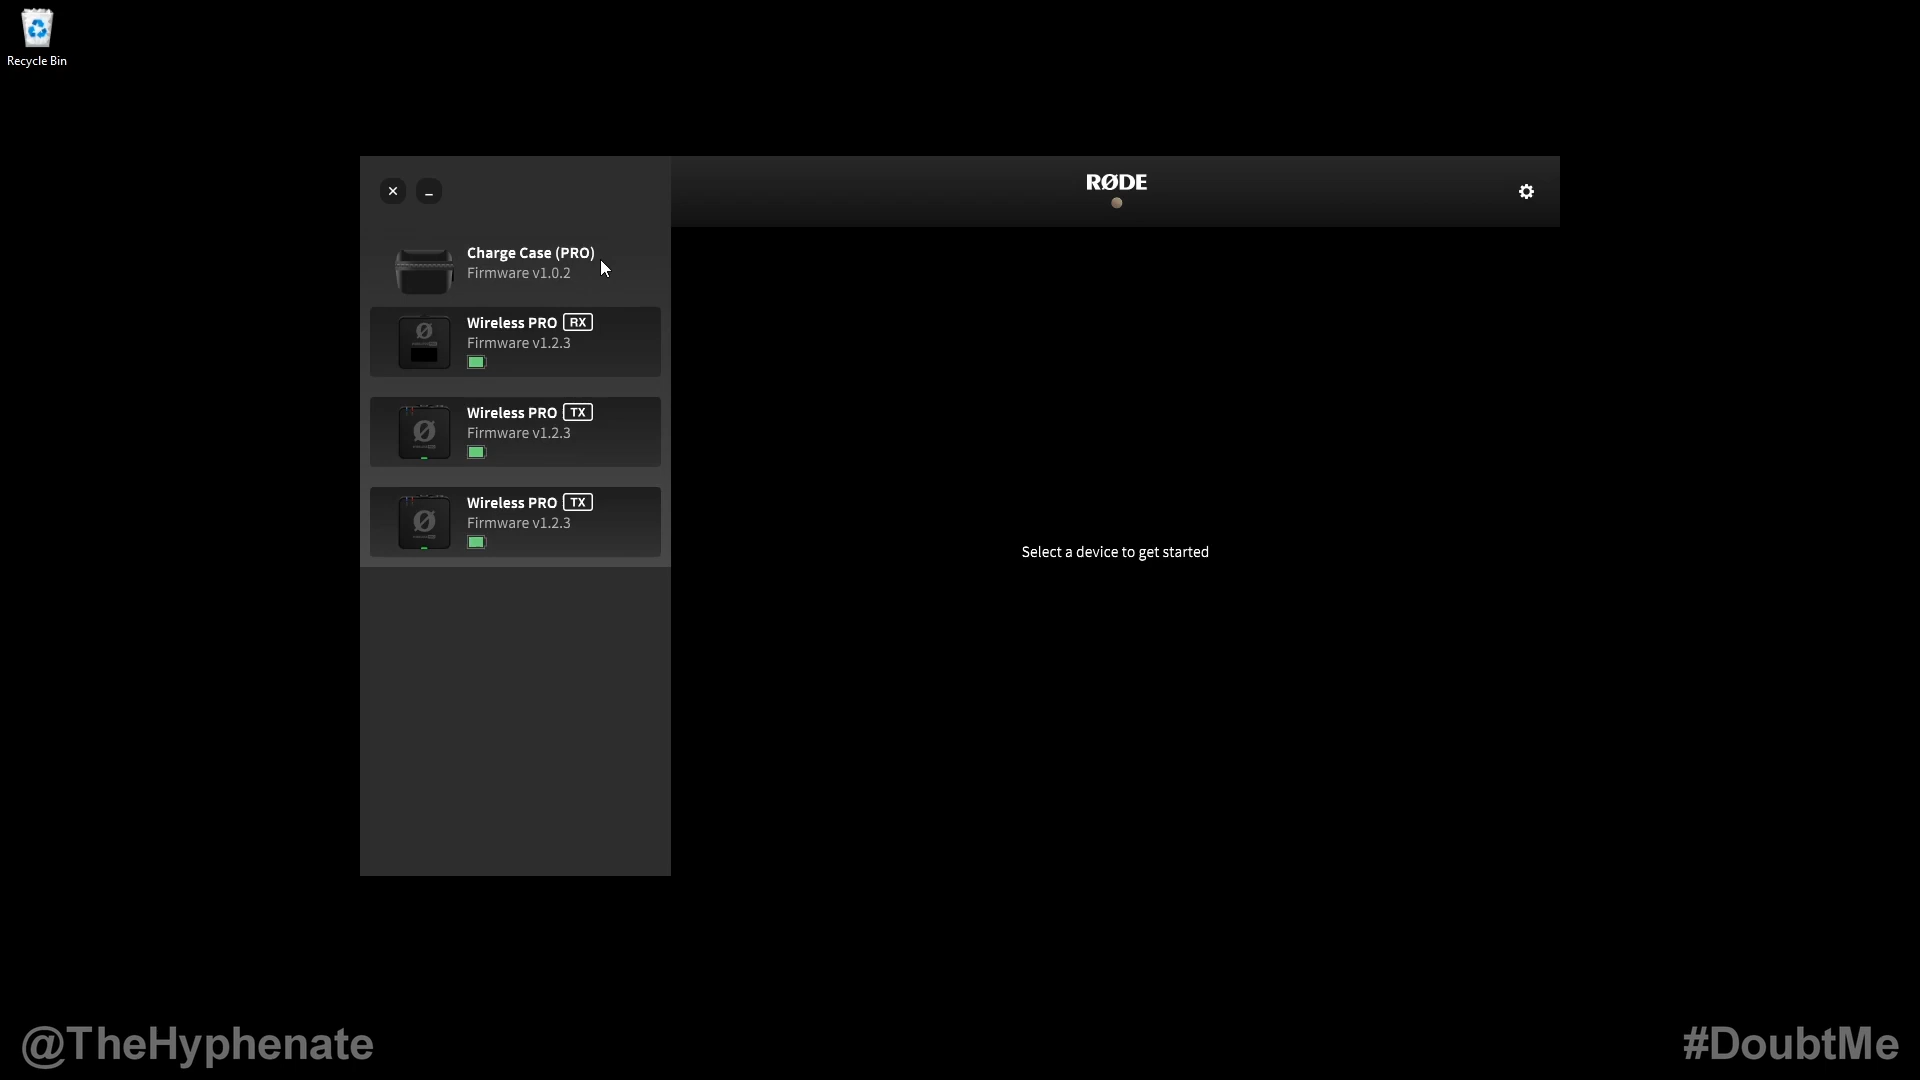 Recycle Bin
RØDE
Charge Case (PRO)
Firmware v1.0.2
Wireless PRO RX
Firmware v1.2.3
Wireless PRO TX
Firmware v1.2.3
Wireless PRO TX
Firmware v1.2.3
Select a device to get started
@TheHyphenate
#DoubtMe